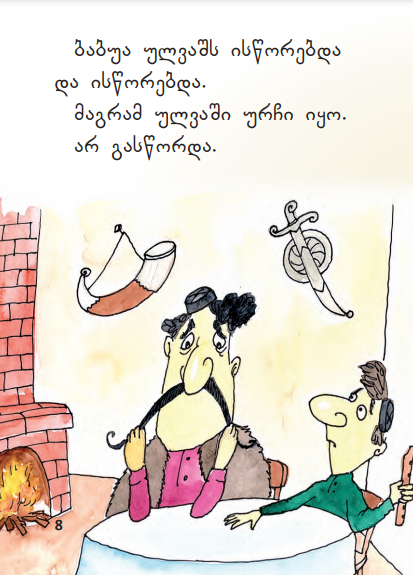 ბაბუა ულვაშს ისწორებდა
და ისწორებდა.
მაგრამ ულვაში ურჩი იყო.
არ გასწორდა.
8